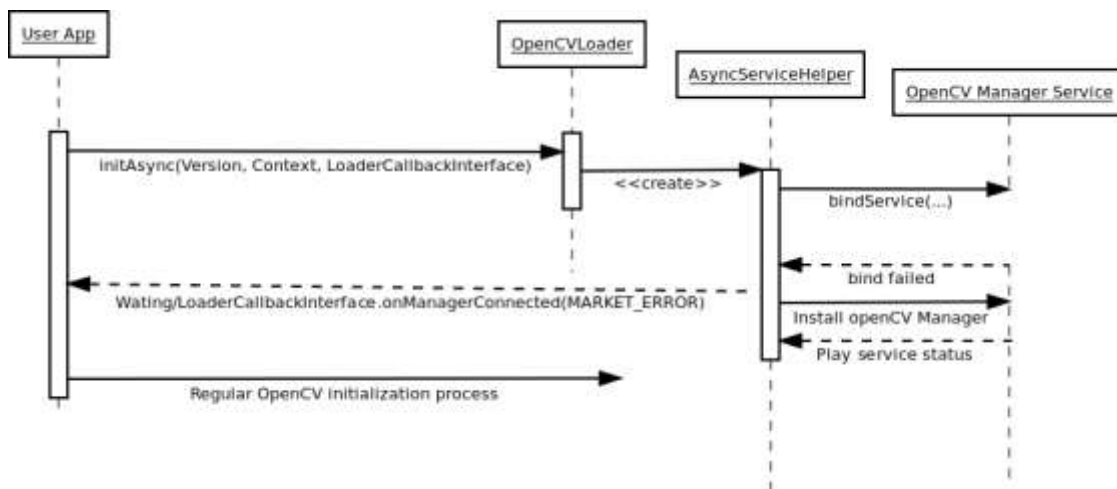 User App
OpenCVLoader
AsyncServiceHelper
OpenCV Manager Service
initAsync(Version, Context, LoaderCallbackInterface)
<<create>>
bindService(...)
bind failed
Wating/LoaderCallbackInterface.onManagerConnected(MARKET_ERROR)
Install openCV Manager
Play service status
Regular OpenCV initialization process